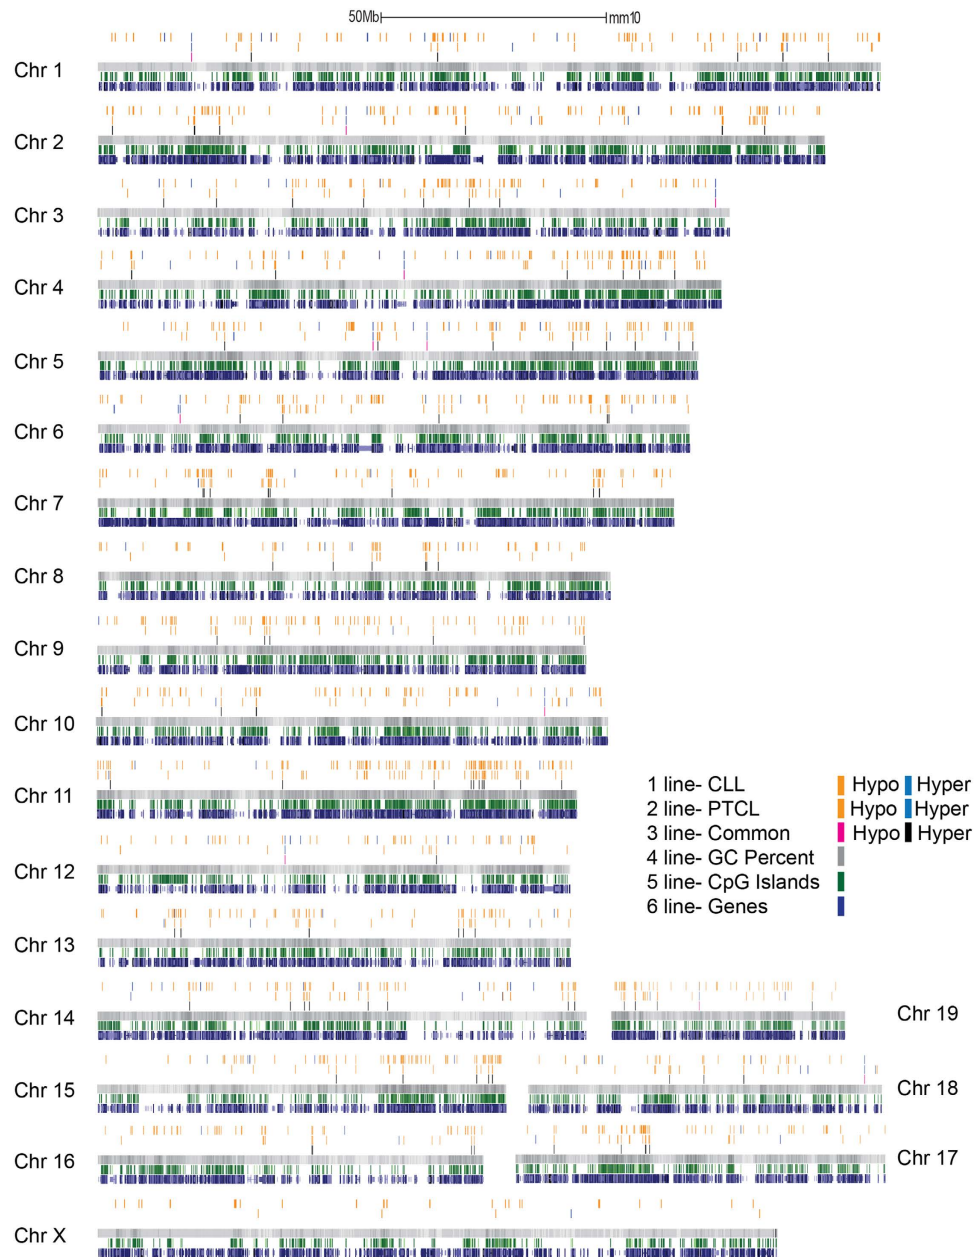 50Mb mm10
Chr 1
Chr 2
Chr 3
Chr 4
Chr 5
Chr 6
Chr 7
Chr 8
Chr 9
Chr 10
Chr 11
1 line- CLL Hypo Hyper
2 line- PTCL Hypo Hyper
3 line- Common Hypo Hyper
4 line- GC Percent
5 line- CpG Islands
6 line- Genes
Chr 12
Chr 13
Chr 14 Chr 19
Chr 15 Chr 18
Chr 16 Chr 17
Chr X